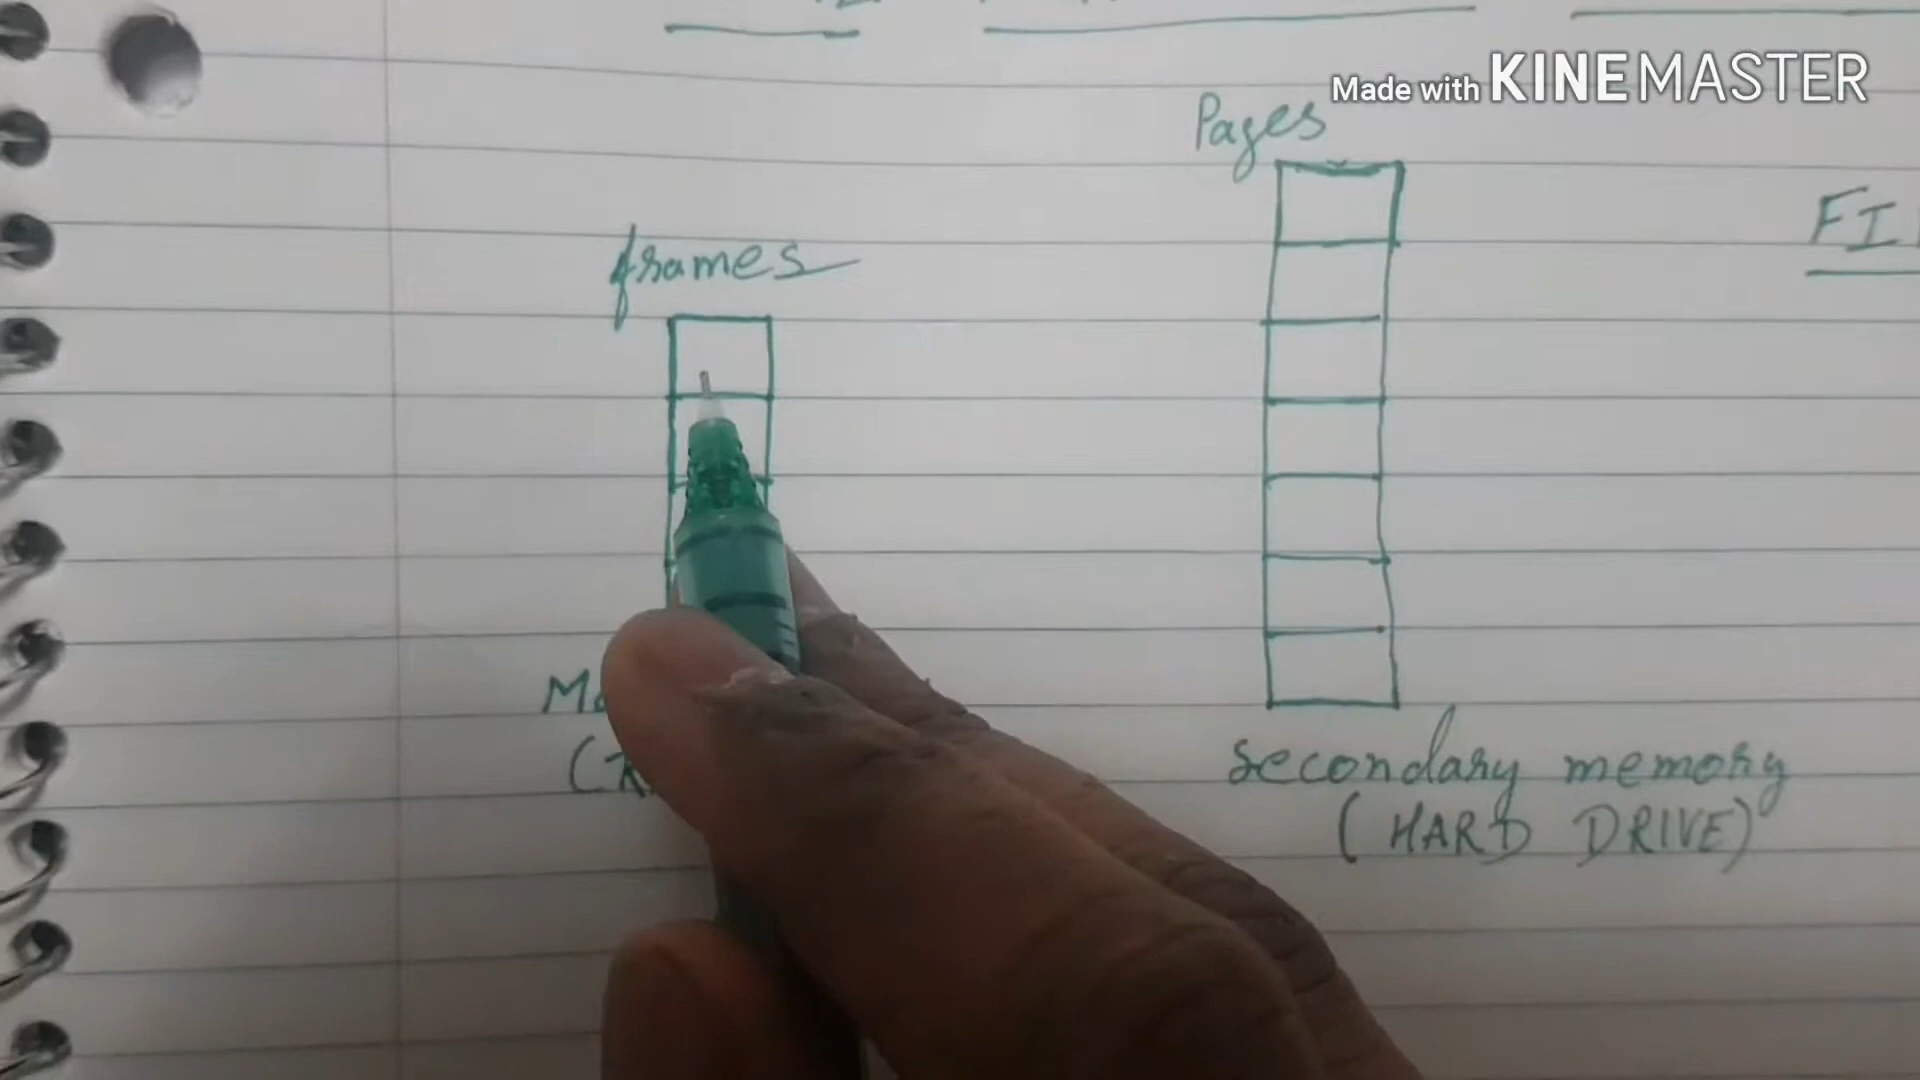 Made with KINEMASTER
Pages
frames
secondary memory
(HARD DRIVE)